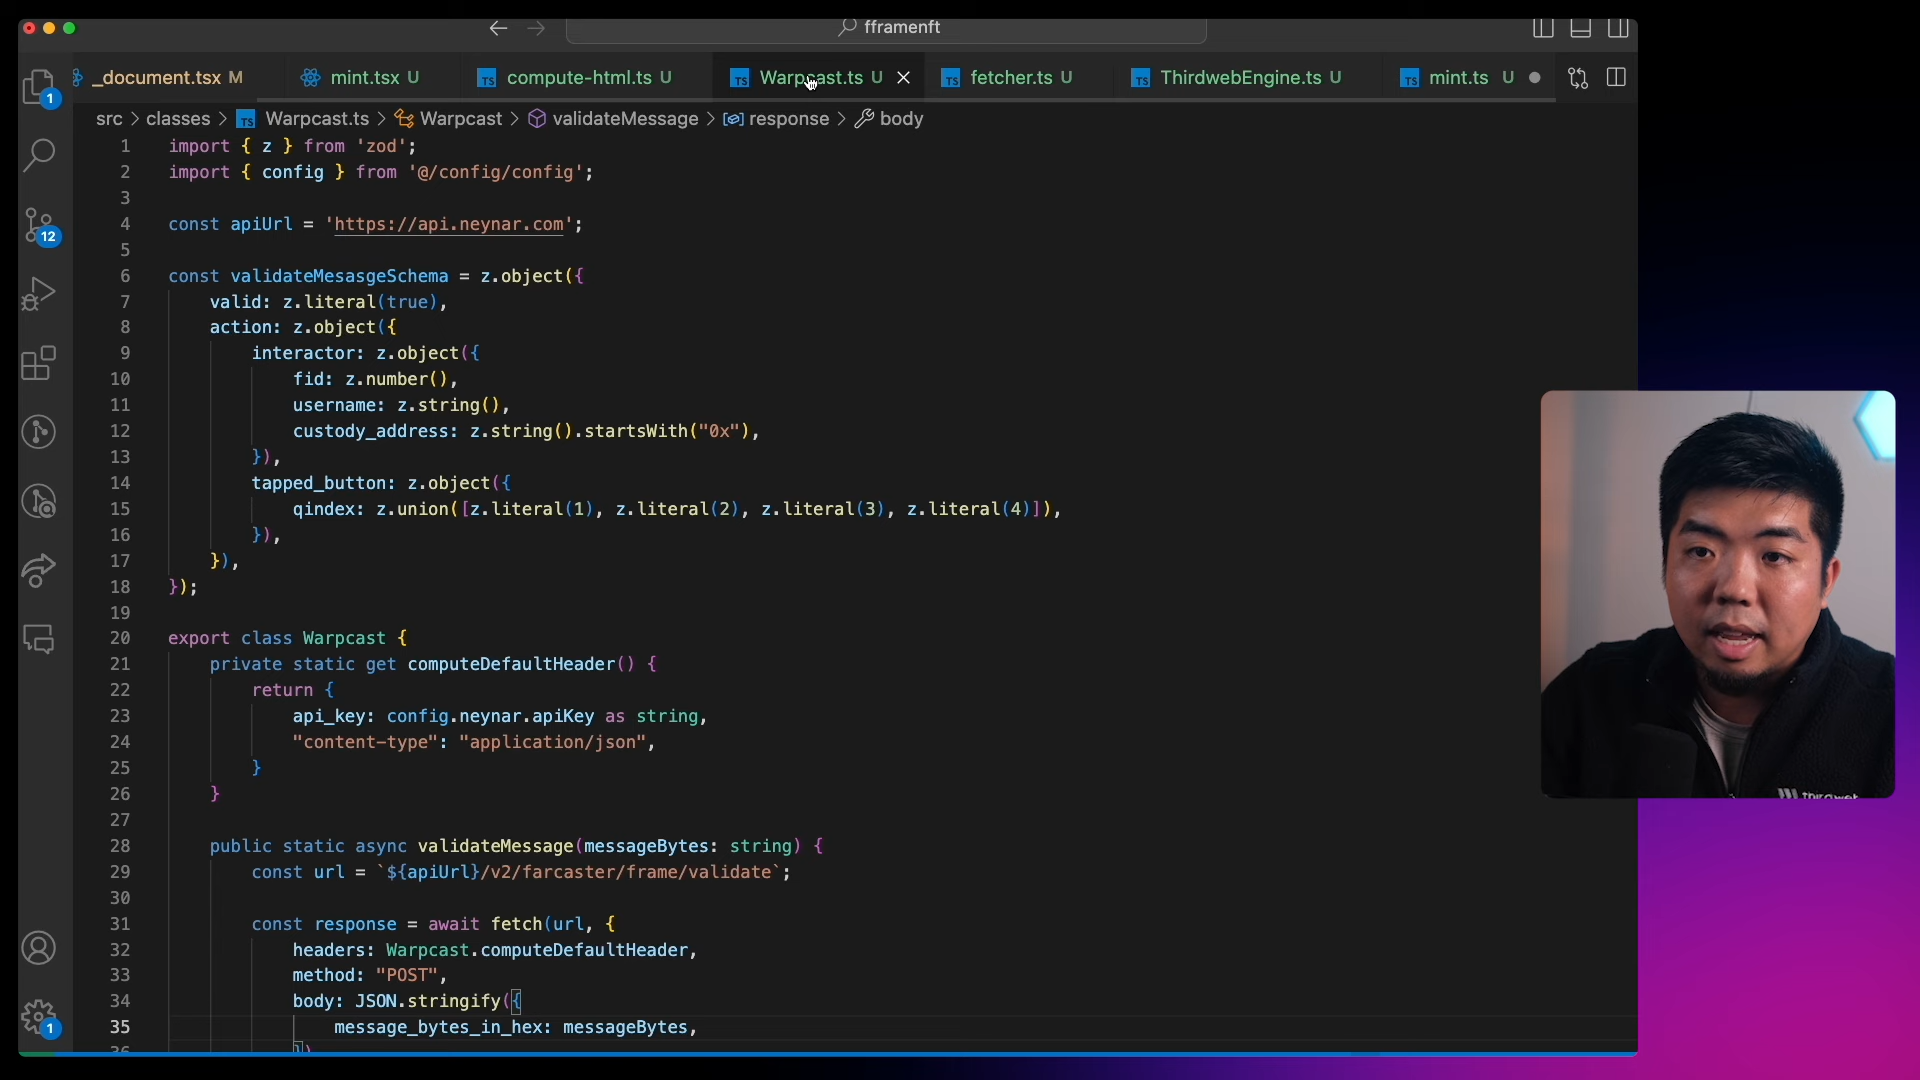 fframenft
_document.tsx M
mint.tsx U
compute-html.ts U
Warpcast.ts U
fetcher.ts U
ThirdwebEngine.ts U
mint.ts U
src > classes > TS Warpcast.ts > Warpcast > validateMessage > response > body
1 import { z } from 'zod';
2 import { config } from '@/config/config';
3
4 const apiUrl = 'https://api.neynar.com';
5
6 const validateMesasgeSchema = z.object({
7 valid: z.literal(true),
8 action: z.object({
9 interactor: z.object({
10 fid: z.number(),
11 username: z.string(),
12 custody_address: z.string().startsWith("0x"),
13 }),
14 tapped_button: z.object({
15 qindex: z.union([z.literal(1), z.literal(2), z.literal(3), z.literal(4)]),
16 }),
17 }),
18 });
19
20 export class Warpcast {
21 private static get computeDefaultHeader() {
22 return {
23 api_key: config.neynar.apiKey as string,
24 "content-type": "application/json",
25 }
26 }
27
28 public static async validateMessage(messageBytes: string) {
29 const url = `${apiUrl}/v2/farcaster/frame/validate`;
30
31 const response = await fetch(url, {
32 headers: Warpcast.computeDefaultHeader,
33 method: "POST",
34 body: JSON.stringify({
35 message_bytes_in_hex: messageBytes,
36 })
1
12
1
thirdweb